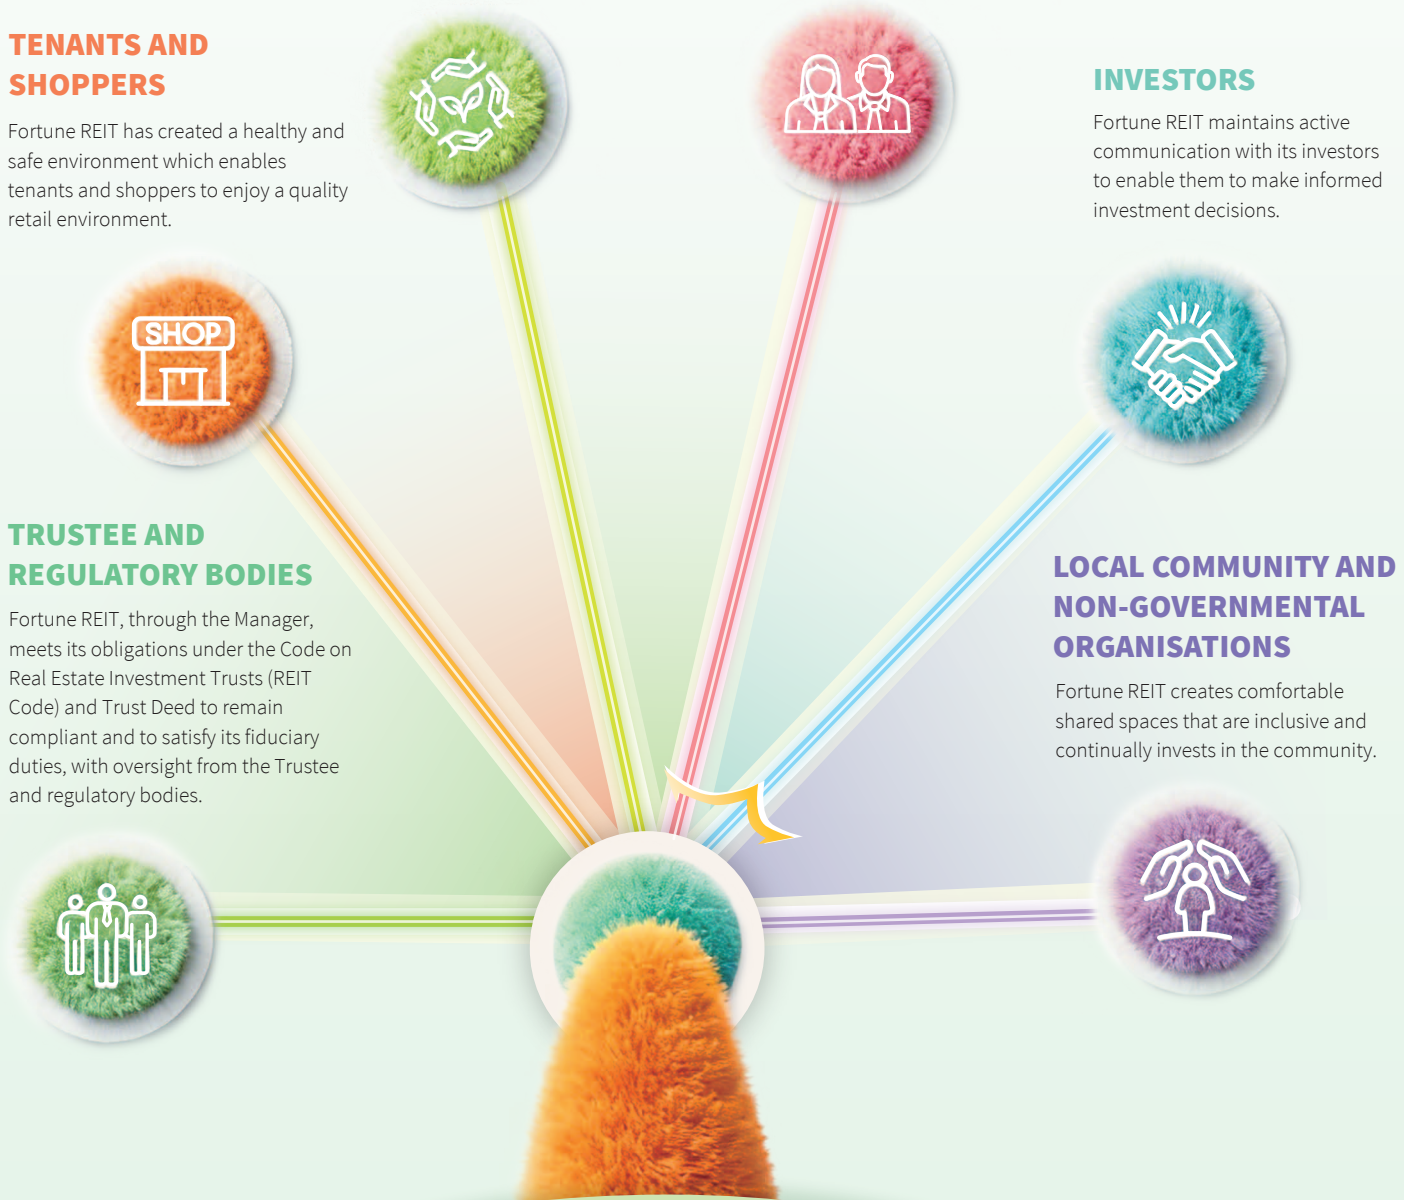 TENANTS AND
SHOPPERS
Fortune REIT has created a healthy and
safe environment which enables
tenants and shoppers to enjoy a quality
retail environment.
SHOP
INVESTORS
Fortune REIT maintains active
communication with its investors
to enable them to make informed
investment decisions.
TRUSTEE AND
REGULATORY BODIES
Fortune REIT, through the Manager,
meets its obligations under the Code on
Real Estate Investment Trusts (REIT
Code) and Trust Deed to remain
compliant and to satisfy its fiduciary
duties, with oversight from the Trustee
and regulatory bodies.
LOCAL COMMUNITY AND
NON-GOVERNMENTAL
ORGANISATIONS
Fortune REIT creates comfortable
shared spaces that are inclusive and
continually invests in the community.